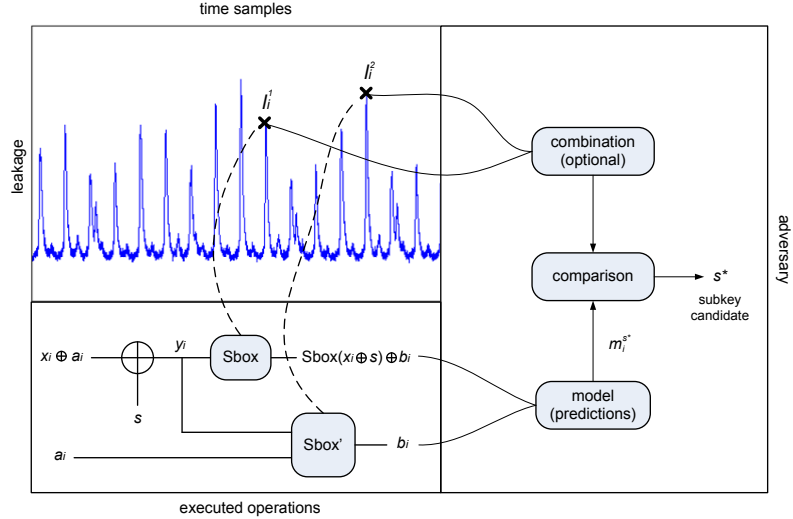 time samples
leakage
l_i^1
l_i^2
combination
(optional)
adversary
comparison
s*
subkey
candidate
m_i^{s*}
x_i ⊕ a_i
y_i
Sbox
Sbox(x_i ⊕ s) ⊕ b_i
model
(predictions)
s
Sbox'
b_i
a_i
executed operations